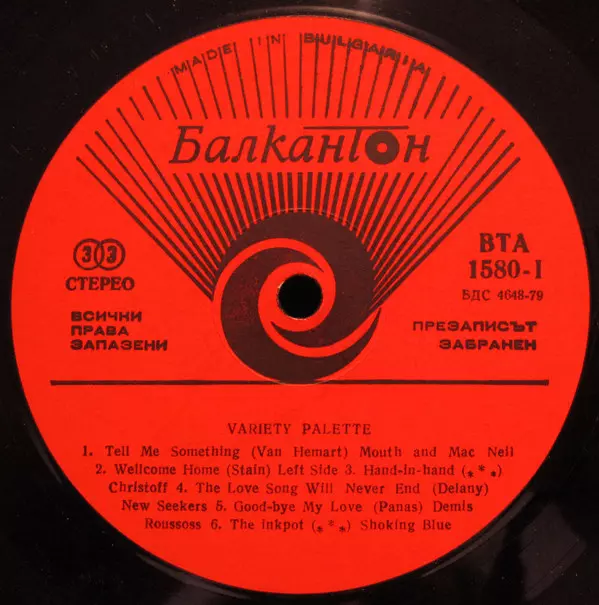 MADE IN BULGARIA
Балкантон
33
СТЕРЕО
ВСИЧКИ
ПРАВА
ЗАПАЗЕНИ
ВТА
1580-I
БДС 4648-79
ПРЕЗАПИСЪТ
ЗАБРАНЕН
VARIETY PALETTE
1. Tell Me Something (Van Hemart) Mouth and Mac Neil
2. Wellcome Home (Stain) Left Side 3. Hand-in-hand (***)
Christoff 4. The Love Song Will Never End (Delany)
New Seekers 5. Good-bye My Love (Panas) Demis
Roussoss 6. The inkpot (***) Shoking Blue